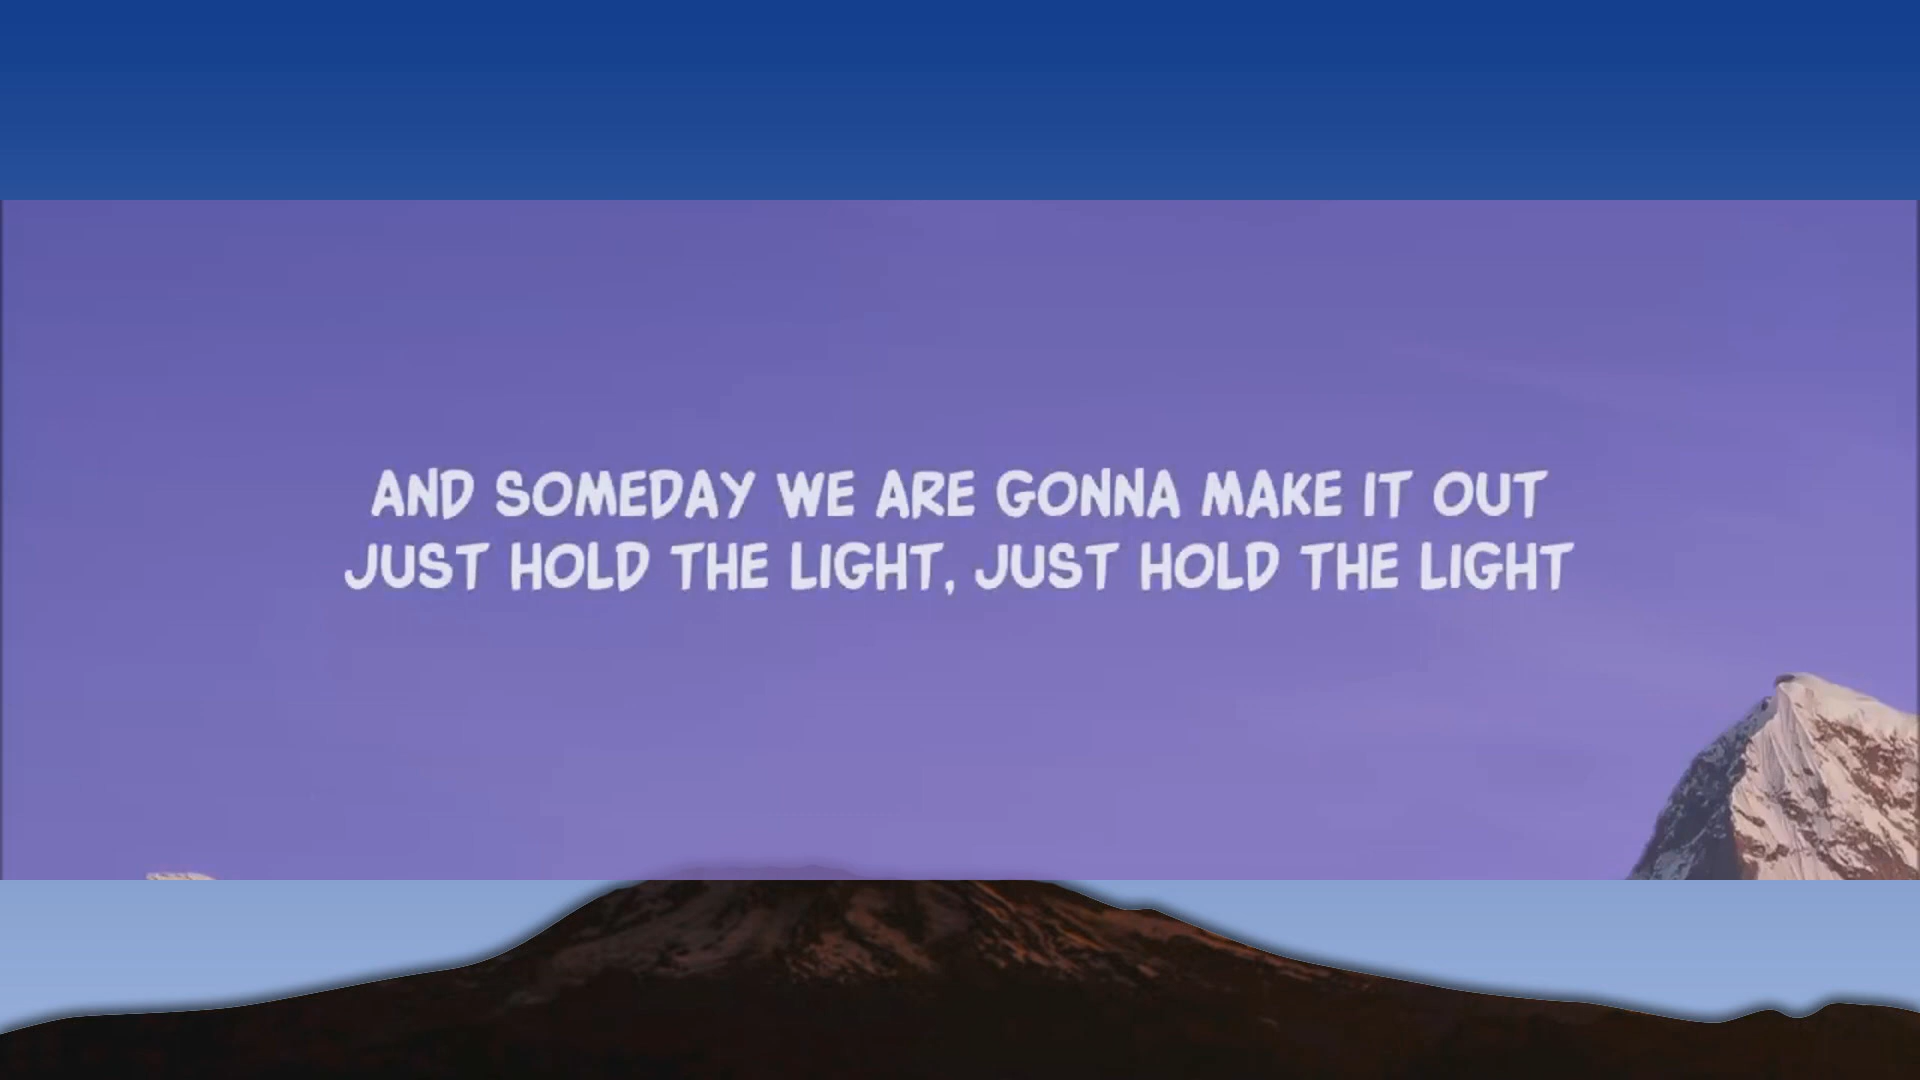 AND SOMEDAY WE ARE GONNA MAKE IT OUT
JUST HOLD THE LIGHT, JUST HOLD THE LIGHT